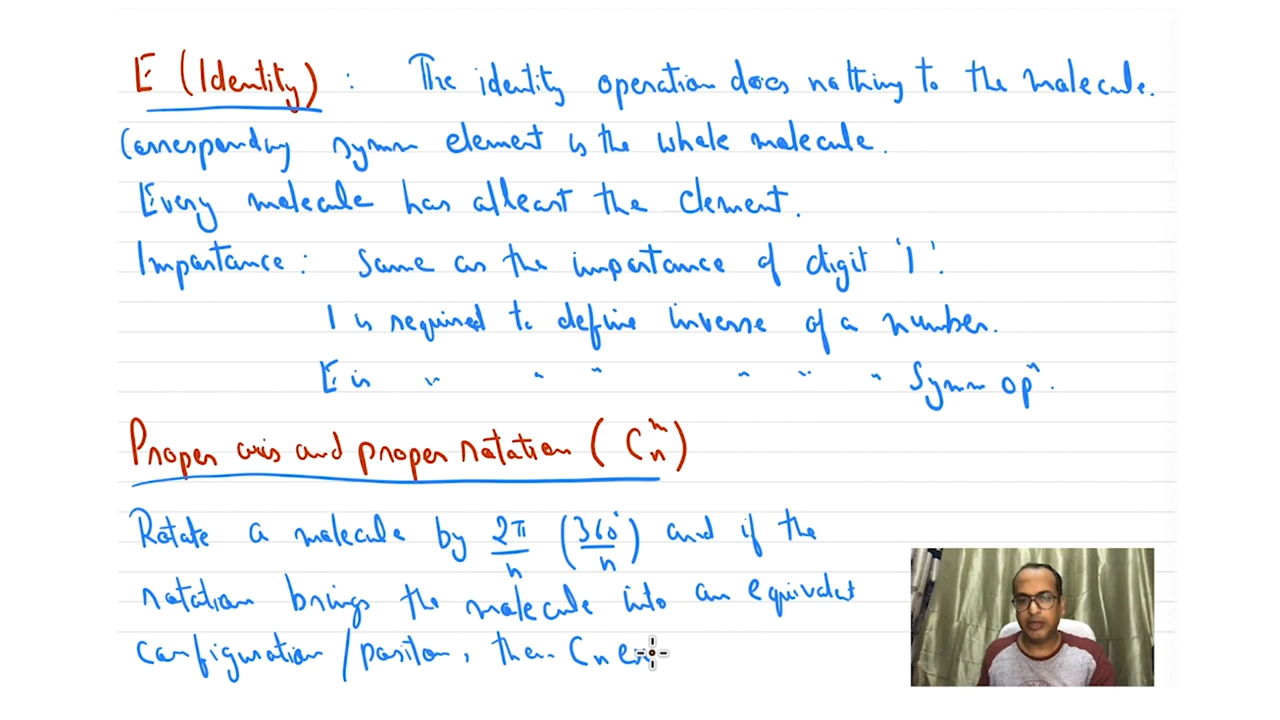 E (Identity) : The identity operation does nothing to the molecule.
Corresponding symm element is the whole molecule.
Every molecule has atleast the element.
Importance : Same as the importance of digit '1'.
1 is required to define inverse of a number.
E is " " " " " " Symm opⁿ.
Proper axis and proper rotation (Cₙᵐ)
Rotate a molecule by 2π/n (360°/n) and if the
rotation brings the molecule into an equivalent
configuration / position, then Cₙ